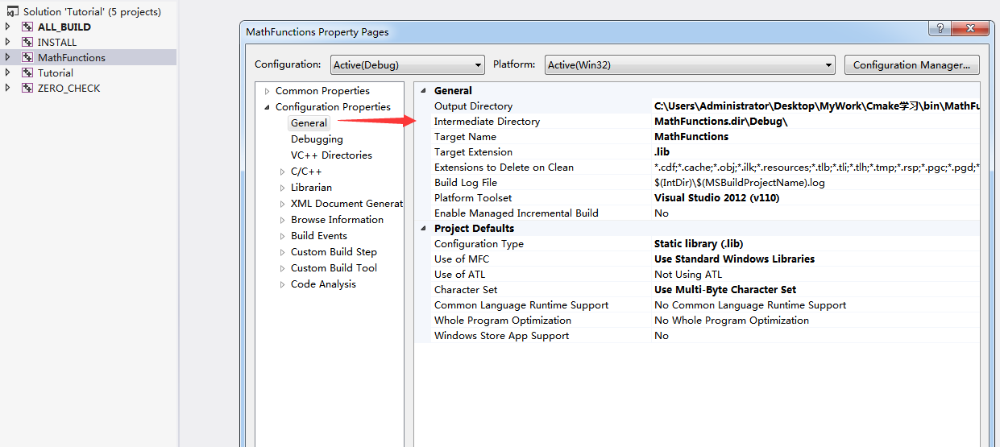 Solution 'Tutorial' (5 projects)
ALL_BUILD
INSTALL
MathFunctions
Tutorial
ZERO_CHECK
MathFunctions Property Pages
?
Configuration: Active(Debug) Platform: Active(Win32) Configuration Manager...
Common Properties
Configuration Properties
General
Debugging
VC++ Directories
C/C++
Librarian
XML Document Generat
Browse Information
Build Events
Custom Build Step
Custom Build Tool
Code Analysis
General
Output Directory C:\Users\Administrator\Desktop\MyWork\Cmake学习\bin\MathFu
Intermediate Directory MathFunctions.dir\Debug\
Target Name MathFunctions
Target Extension .lib
Extensions to Delete on Clean *.cdf;*.cache;*.obj;*.ilk;*.resources;*.tlb;*.tli;*.tlh;*.tmp;*.rsp;*.pgc;*.pgd;*
Build Log File $(IntDir)\$(MSBuildProjectName).log
Platform Toolset Visual Studio 2012 (v110)
Enable Managed Incremental Build No
Project Defaults
Configuration Type Static library (.lib)
Use of MFC Use Standard Windows Libraries
Use of ATL Not Using ATL
Character Set Use Multi-Byte Character Set
Common Language Runtime Support No Common Language Runtime Support
Whole Program Optimization No Whole Program Optimization
Windows Store App Support No